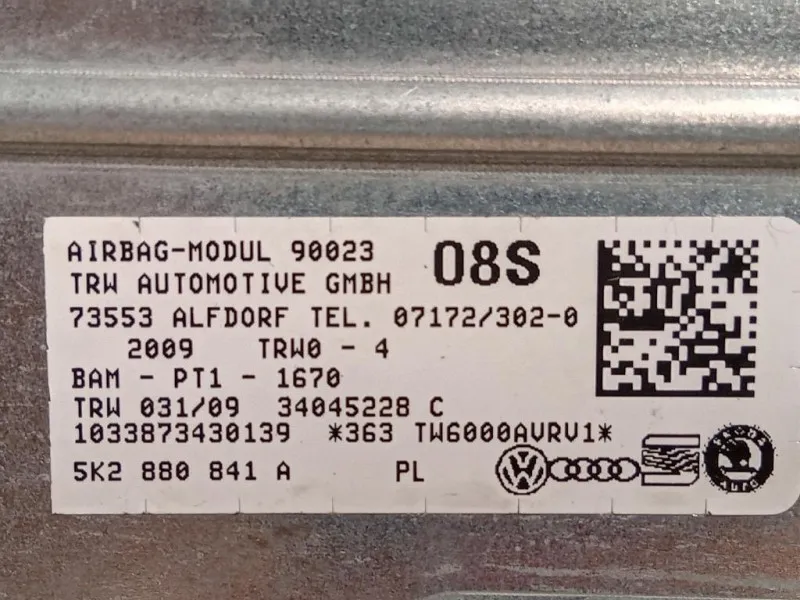 AIRBAG-MODUL 90023 08S
TRW AUTOMOTIVE GMBH
73553 ALFDORF TEL. 07172/302-0
2009 TRW0 - 4
BAM - PT1 - 1670
TRW 031/09 34045228 C
1033873430139 *363 TW6000AVRV1*
5K2 880 841 A PL
AUTO